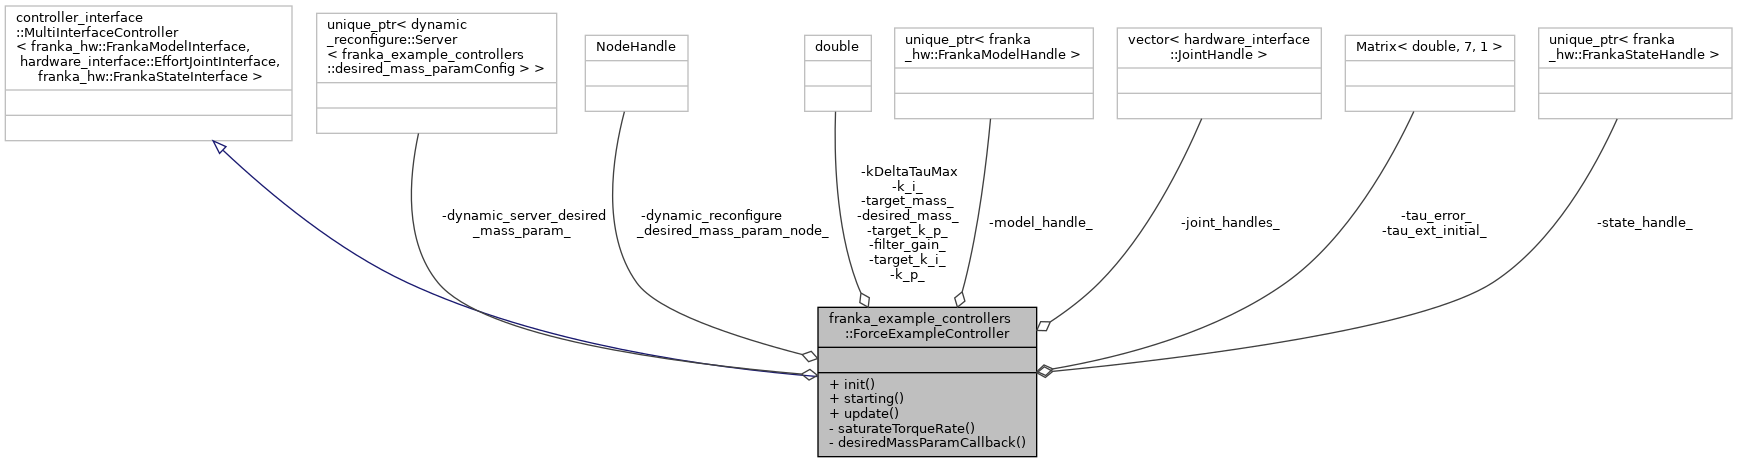 controller_interface
::MultiInterfaceController
< franka_hw::FrankaModelInterface,
hardware_interface::EffortJointInterface,
franka_hw::FrankaStateInterface >
unique_ptr< dynamic
_reconfigure::Server
< franka_example_controllers
::desired_mass_paramConfig > >
NodeHandle
double
unique_ptr< franka
_hw::FrankaModelHandle >
vector< hardware_interface
::JointHandle >
Matrix< double, 7, 1 >
unique_ptr< franka
_hw::FrankaStateHandle >
-dynamic_server_desired
_mass_param_
-dynamic_reconfigure
_desired_mass_param_node_
-kDeltaTauMax
-k_i_
-target_mass_
-desired_mass_
-target_k_p_
-filter_gain_
-target_k_i_
-k_p_
-model_handle_
-joint_handles_
-tau_error_
-tau_ext_initial_
-state_handle_
franka_example_controllers
::ForceExampleController
+ init()
+ starting()
+ update()
- saturateTorqueRate()
- desiredMassParamCallback()